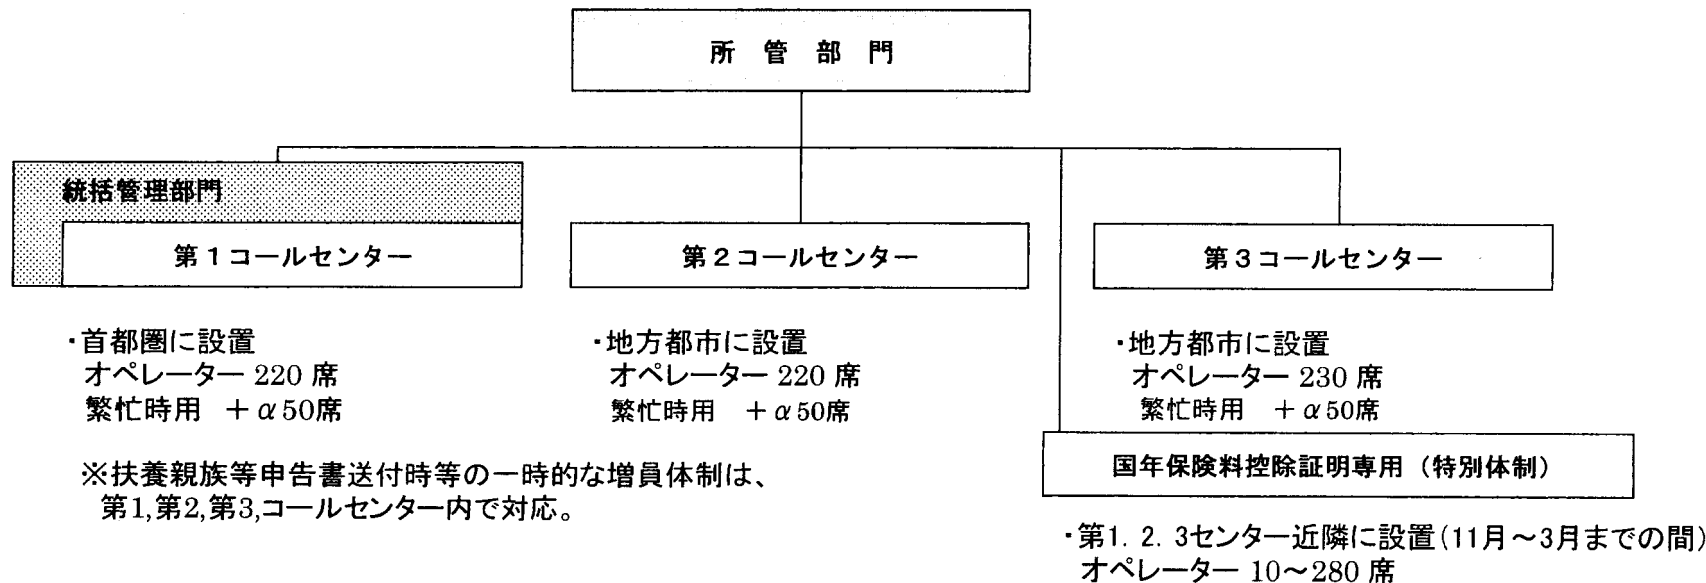 所管部門
統括管理部門
第1コールセンター
第2コールセンター
第3コールセンター
・首都圏に設置
オペレーター 220 席
繁忙時用 +α50席
・地方都市に設置
オペレーター 220 席
繁忙時用 +α50席
・地方都市に設置
オペレーター 230 席
繁忙時用 +α50席
※扶養親族等申告書送付時等の一時的な増員体制は、
第1,第2,第3,コールセンター内で対応。
国年保険料控除証明専用（特別体制）
・第1. 2. 3センター近隣に設置(11月～3月までの間)
オペレーター 10～280 席